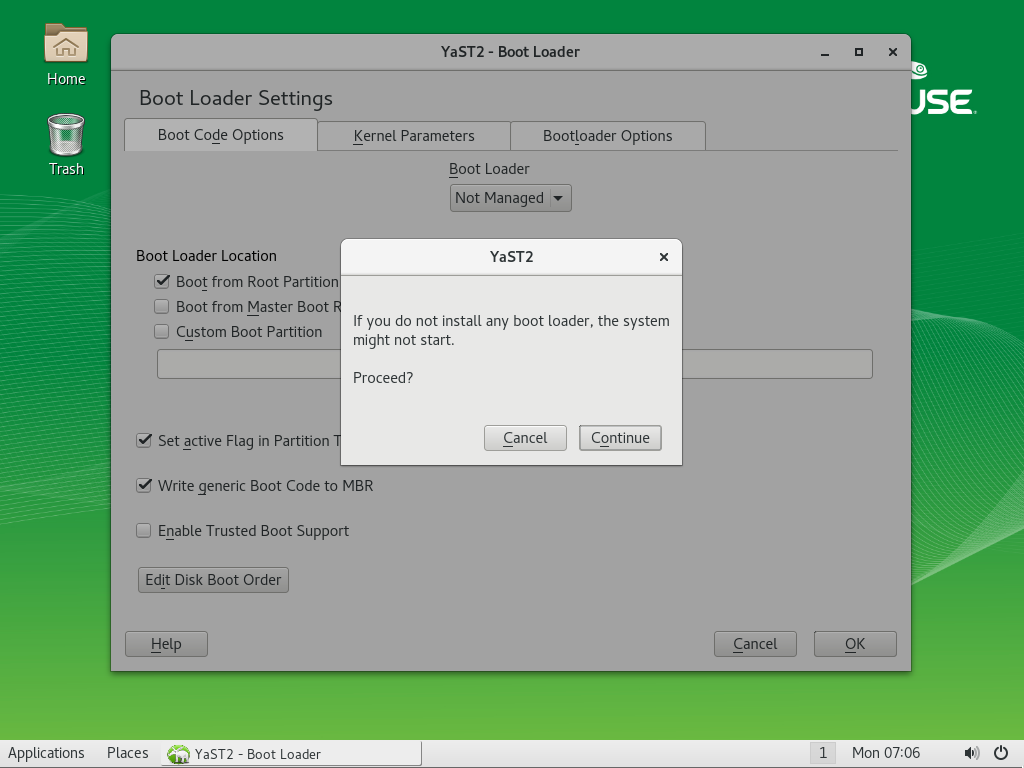 Home
Trash
YaST2 - Boot Loader
USE
Boot Loader Settings
Boot Code Options
Kernel Parameters
Bootloader Options
Boot Loader
Not Managed
Boot Loader Location
Boot from Root Partition
Boot from Master Boot R
Custom Boot Partition
YaST2
If you do not install any boot loader, the system
might not start.
Proceed?
Cancel
Continue
Set active Flag in Partition T
Write generic Boot Code to MBR
Enable Trusted Boot Support
Edit Disk Boot Order
Help
Cancel
OK
Applications
Places
YaST2 - Boot Loader
1
Mon 07:06